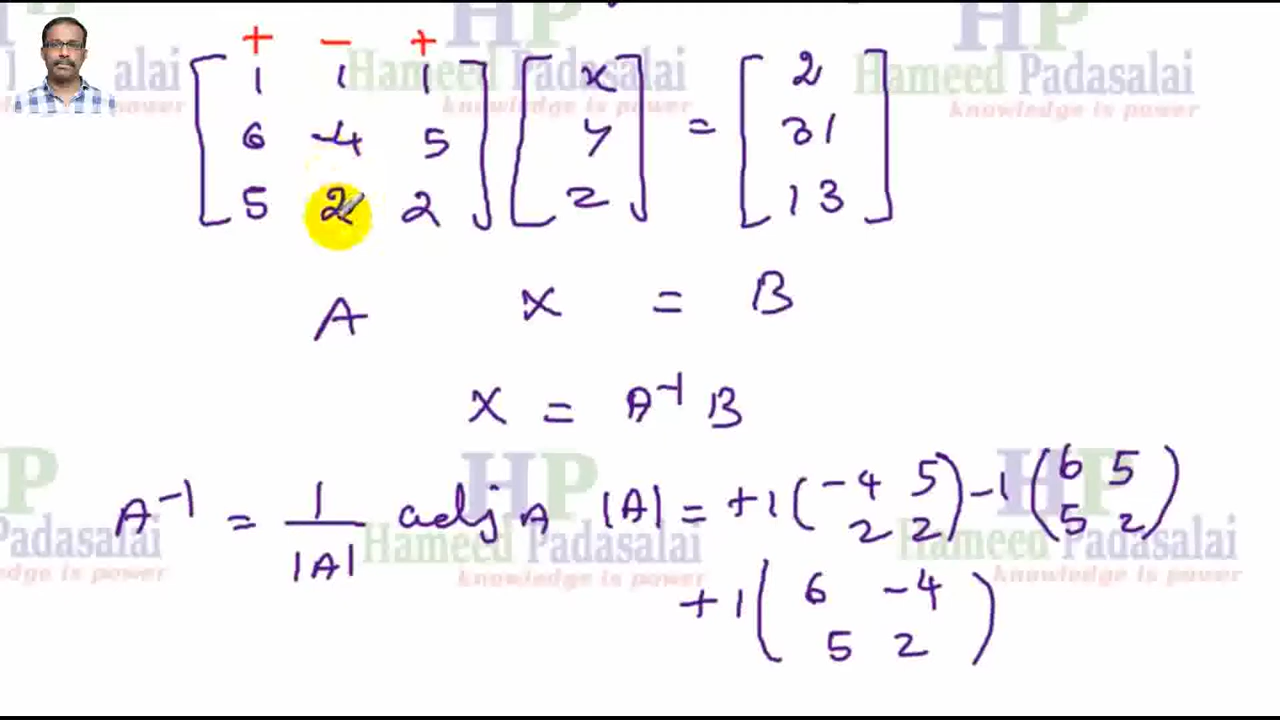 + - +
1 1 1 x = 2
6 -4 5 y 31
5 2 2 z 13
A X = B
X = A⁻¹ B
A⁻¹ = 1/|A| adj A |A| = +1(-4 5 2 2) -1(6 5 5 2)
+1(6 -4 5 2)
HP
Hameed Padasalai
knowledge is power